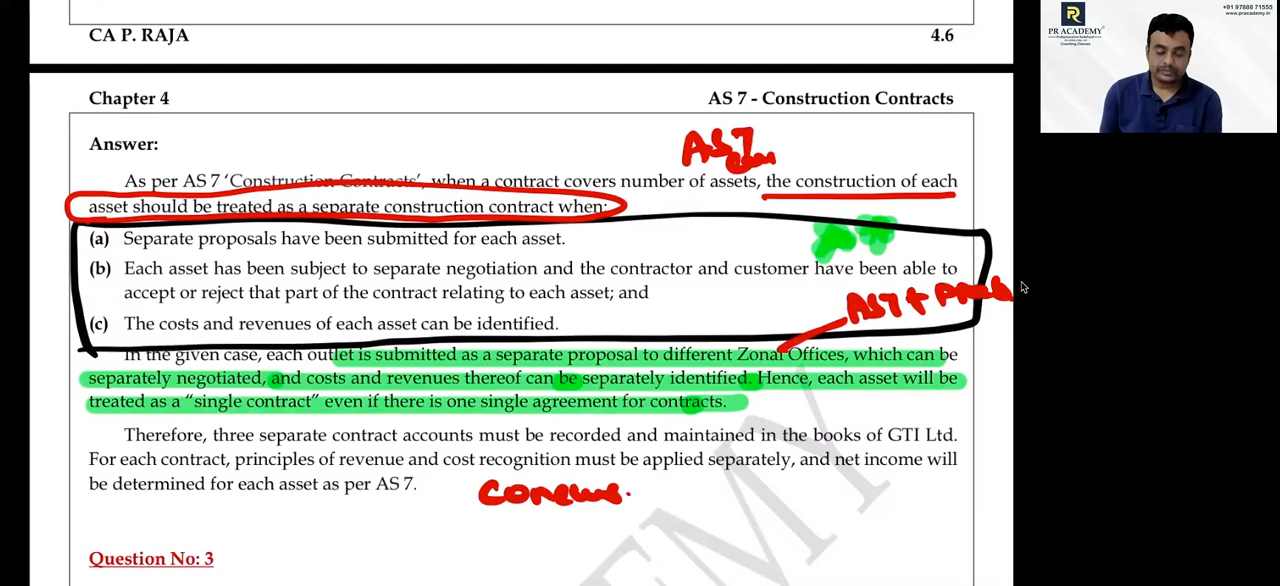 CA P. RAJA 4.6
+91 97888 71555
www.pracademy.in
PR ACADEMY
Coaching Classes
Chapter 4 AS 7 - Construction Contracts
Answer:
AS 7
As per AS 7 ‘Construction Contracts’, when a contract covers number of assets, the construction of each
asset should be treated as a separate construction contract when:
(a) Separate proposals have been submitted for each asset.
(b) Each asset has been subject to separate negotiation and the contractor and customer have been able to
accept or reject that part of the contract relating to each asset; and
AS7 +
(c) The costs and revenues of each asset can be identified.
In the given case, each outlet is submitted as a separate proposal to different Zonal Offices, which can be
separately negotiated, and costs and revenues thereof can be separately identified. Hence, each asset will be
treated as a “single contract” even if there is one single agreement for contracts.
Therefore, three separate contract accounts must be recorded and maintained in the books of GTI Ltd.
For each contract, principles of revenue and cost recognition must be applied separately, and net income will
be determined for each asset as per AS 7.
Question No: 3